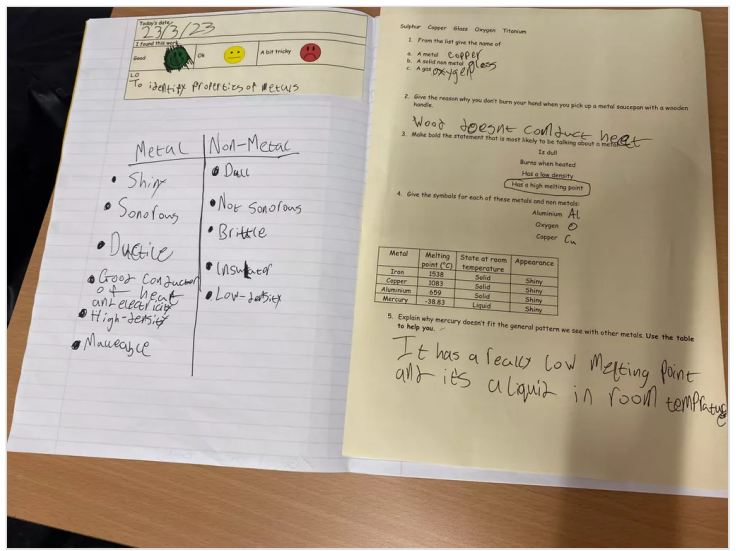 Today's date:
23/3/23
I found this work
Good
Ok
A bit tricky
LO
To identify properties of metals
Metal
Non-Metal
Shiny
Sonorous
Ductile
Good conductor
of heat
and electricity
High-density
Malleable
Dull
Not sonorous
Brittle
Insulator
Low-density
Sulphur Copper Glass Oxygen Titanium
1. From the list give the name of
a. A metal copper
b. A solid non metal glass
c. A gas oxygen
2. Give the reason why you don't burn your hand when you pick up a metal saucepan with a wooden
handle.
Wood doesnt conduct heat
3. Make bold the statement that is most likely to be talking about a metal.
Is dull
Burns when heated
Has a low density
Has a high melting point
4. Give the symbols for each of these metals and non metals:
Aluminium Al
Oxygen O
Copper Cu
Metal Melting point (°C) State at room temperature Appearance
Iron 1538 Solid Shiny
Copper 1083 Solid Shiny
Aluminium 659 Solid Shiny
Mercury -38.83 Liquid Shiny
5. Explain why mercury doesn't fit the general pattern we see with other metals. Use the table
to help you.
It has a really low melting point
and it's a liquid in room temprature